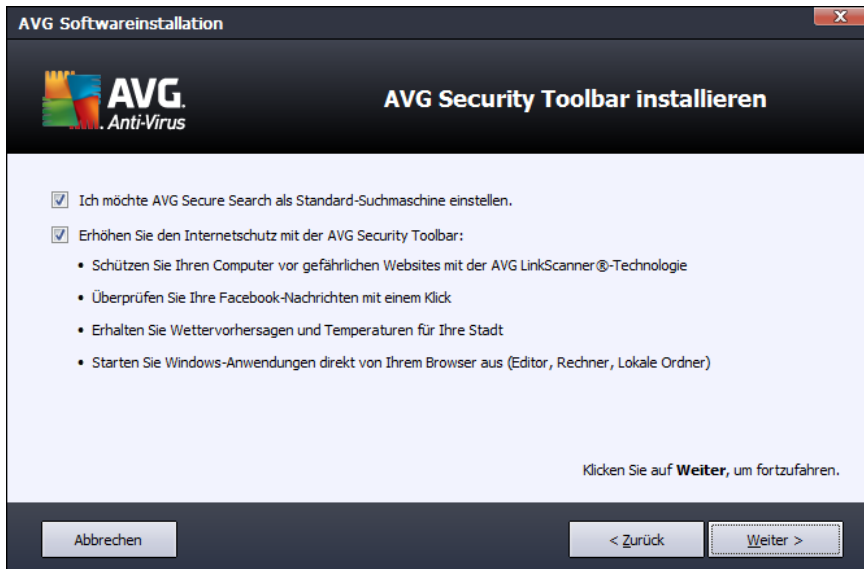 AVG Softwareinstallation
AVG.
Anti-Virus
AVG Security Toolbar installieren
Ich möchte AVG Secure Search als Standard-Suchmaschine einstellen.
Erhöhen Sie den Internetschutz mit der AVG Security Toolbar:
• Schützen Sie Ihren Computer vor gefährlichen Websites mit der AVG LinkScanner®-Technologie
• Überprüfen Sie Ihre Facebook-Nachrichten mit einem Klick
• Erhalten Sie Wettervorhersagen und Temperaturen für Ihre Stadt
• Starten Sie Windows-Anwendungen direkt von Ihrem Browser aus (Editor, Rechner, Lokale Ordner)
Klicken Sie auf Weiter, um fortzufahren.
Abbrechen
< Zurück
Weiter >